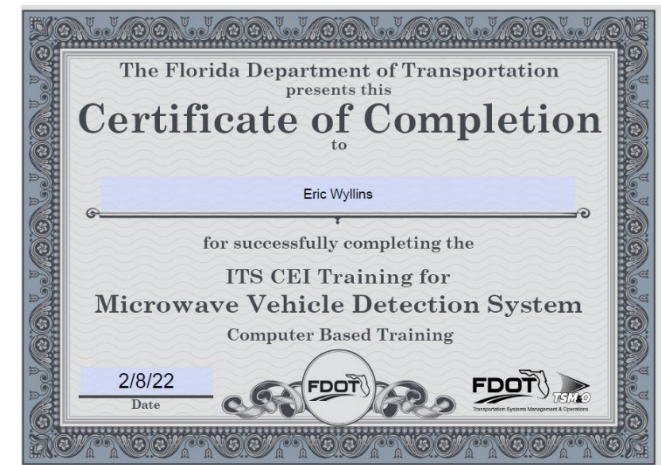 The Florida Department of Transportation
presents this
Certificate of Completion
to
Eric Wyllins
for successfully completing the
ITS CEI Training for
Microwave Vehicle Detection System
Computer Based Training
2/8/22
Date
FDOT
FDOT
TSM&O
Transportation Systems Management & Operations